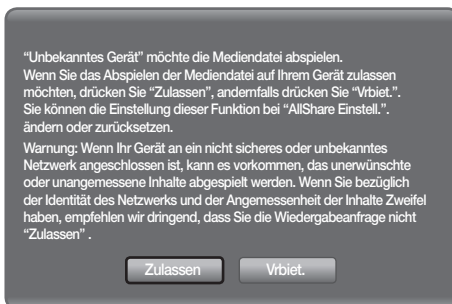 “Unbekanntes Gerät” möchte die Mediendatei abspielen.
Wenn Sie das Abspielen der Mediendatei auf Ihrem Gerät zulassen
möchten, drücken Sie “Zulassen”, andernfalls drücken Sie “Vrbiet.”.
Sie können die Einstellung dieser Funktion bei “AllShare Einstell.”.
ändern oder zurücksetzen.
Warnung: Wenn Ihr Gerät an ein nicht sicheres oder unbekanntes
Netzwerk angeschlossen ist, kann es vorkommen, das unerwünschte
oder unangemessene Inhalte abgespielt werden. Wenn Sie bezüglich
der Identität des Netzwerks und der Angemessenheit der Inhalte Zweifel
haben, empfehlen wir dringend, dass Sie die Wiedergabeanfrage nicht
“Zulassen” .
Zulassen Vrbiet.